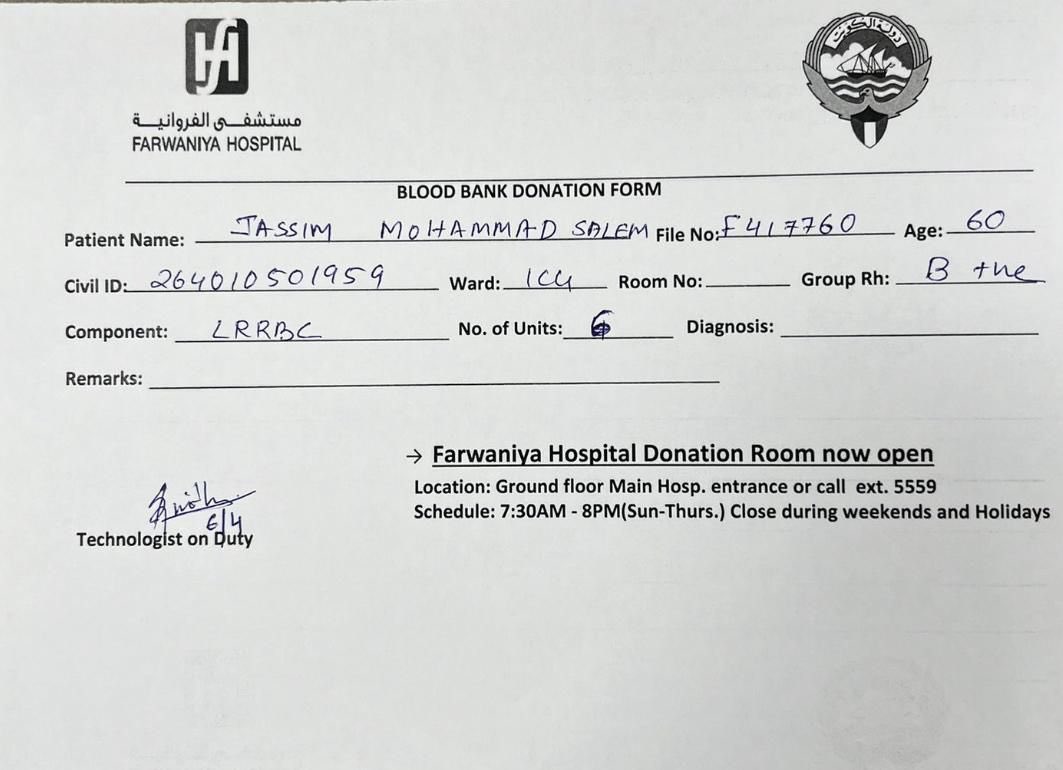 مستشفى الفروانية
FARWANIYA HOSPITAL
دولة الكويت
BLOOD BANK DONATION FORM
Patient Name: JASSIM MOHAMMAD SALEM File No: F417760 Age: 60
Civil ID: 264010501959 Ward: ICU Room No: Group Rh: B +ve
Component: LRRBC No. of Units: 6 Diagnosis:
Remarks:
→ Farwaniya Hospital Donation Room now open
Location: Ground floor Main Hosp. entrance or call ext. 5559
Schedule: 7:30AM - 8PM(Sun-Thurs.) Close during weekends and Holidays
6/4
Technologist on Duty